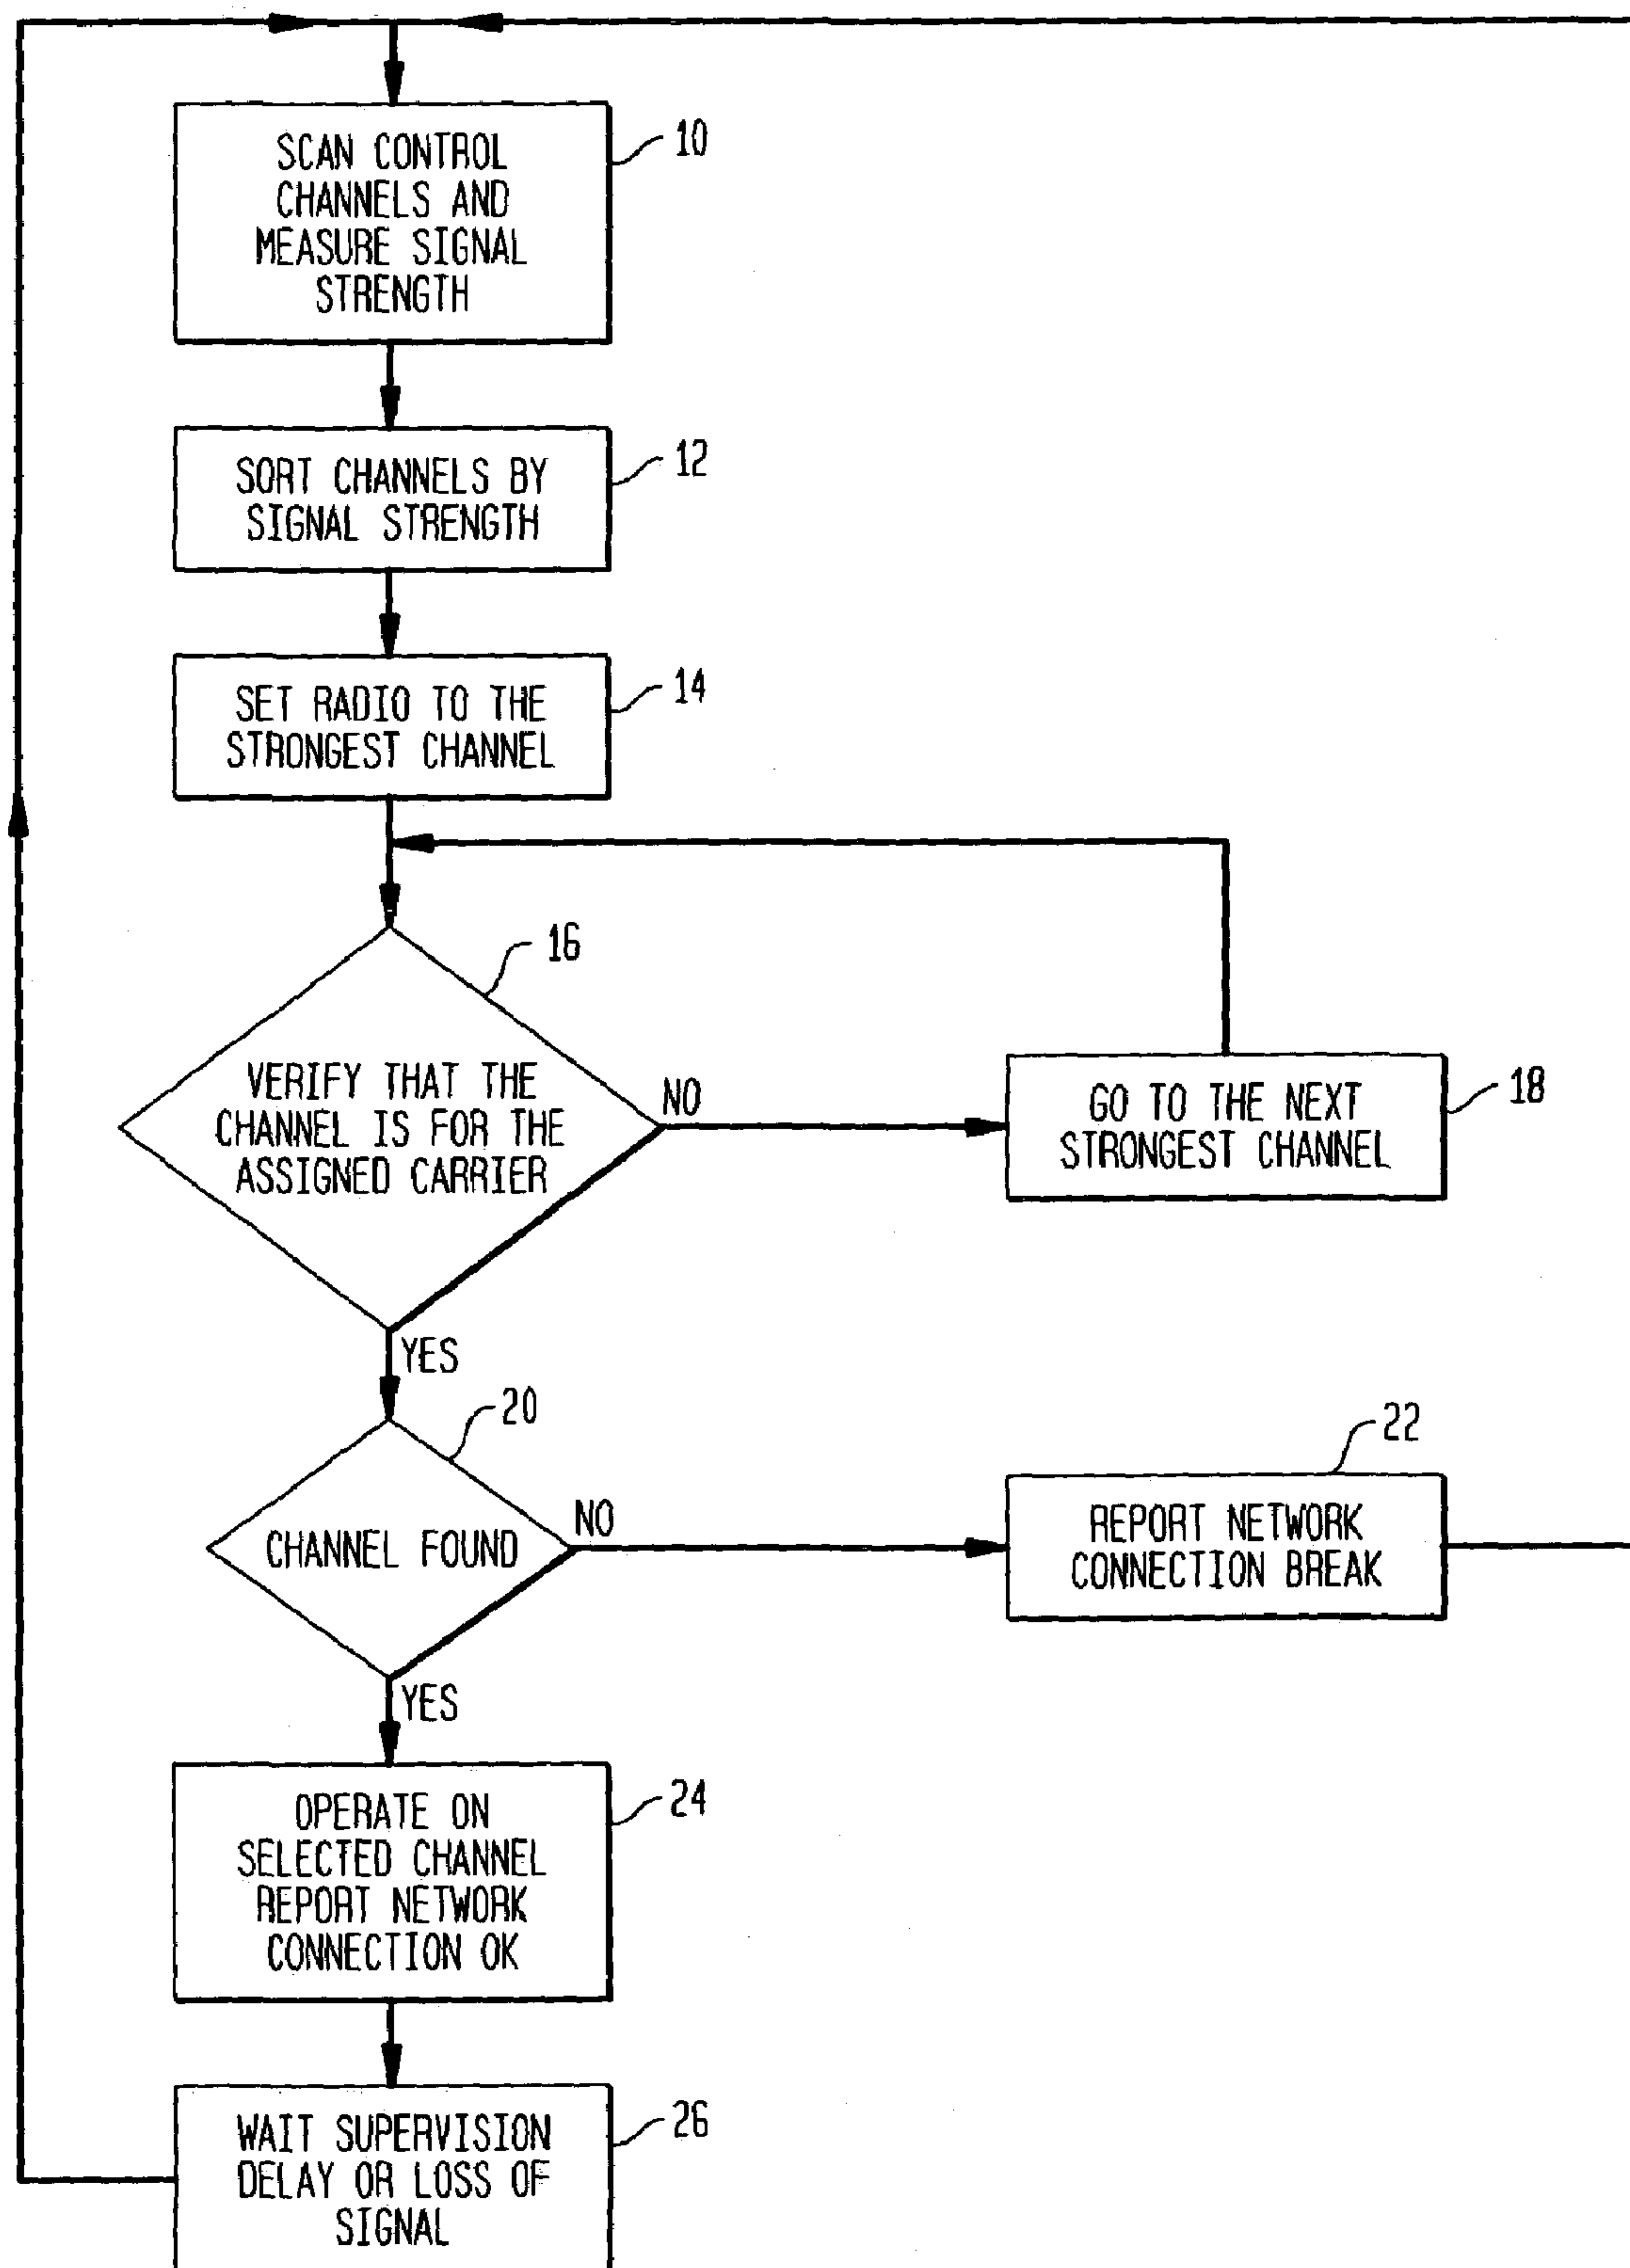 SCAN CONTROL
CHANNELS AND
MEASURE SIGNAL
STRENGTH
10
SORT CHANNELS BY
SIGNAL STRENGTH
12
SET RADIO TO THE
STRONGEST CHANNEL
14
16
VERIFY THAT THE
CHANNEL IS FOR THE
ASSIGNED CARRIER
NO
GO TO THE NEXT
STRONGEST CHANNEL
18
YES
20
CHANNEL FOUND
NO
22
REPORT NETWORK
CONNECTION BREAK
YES
OPERATE ON
SELECTED CHANNEL
REPORT NETWORK
CONNECTION OK
24
WAIT SUPERVISION
DELAY OR LOSS OF
SIGNAL
26